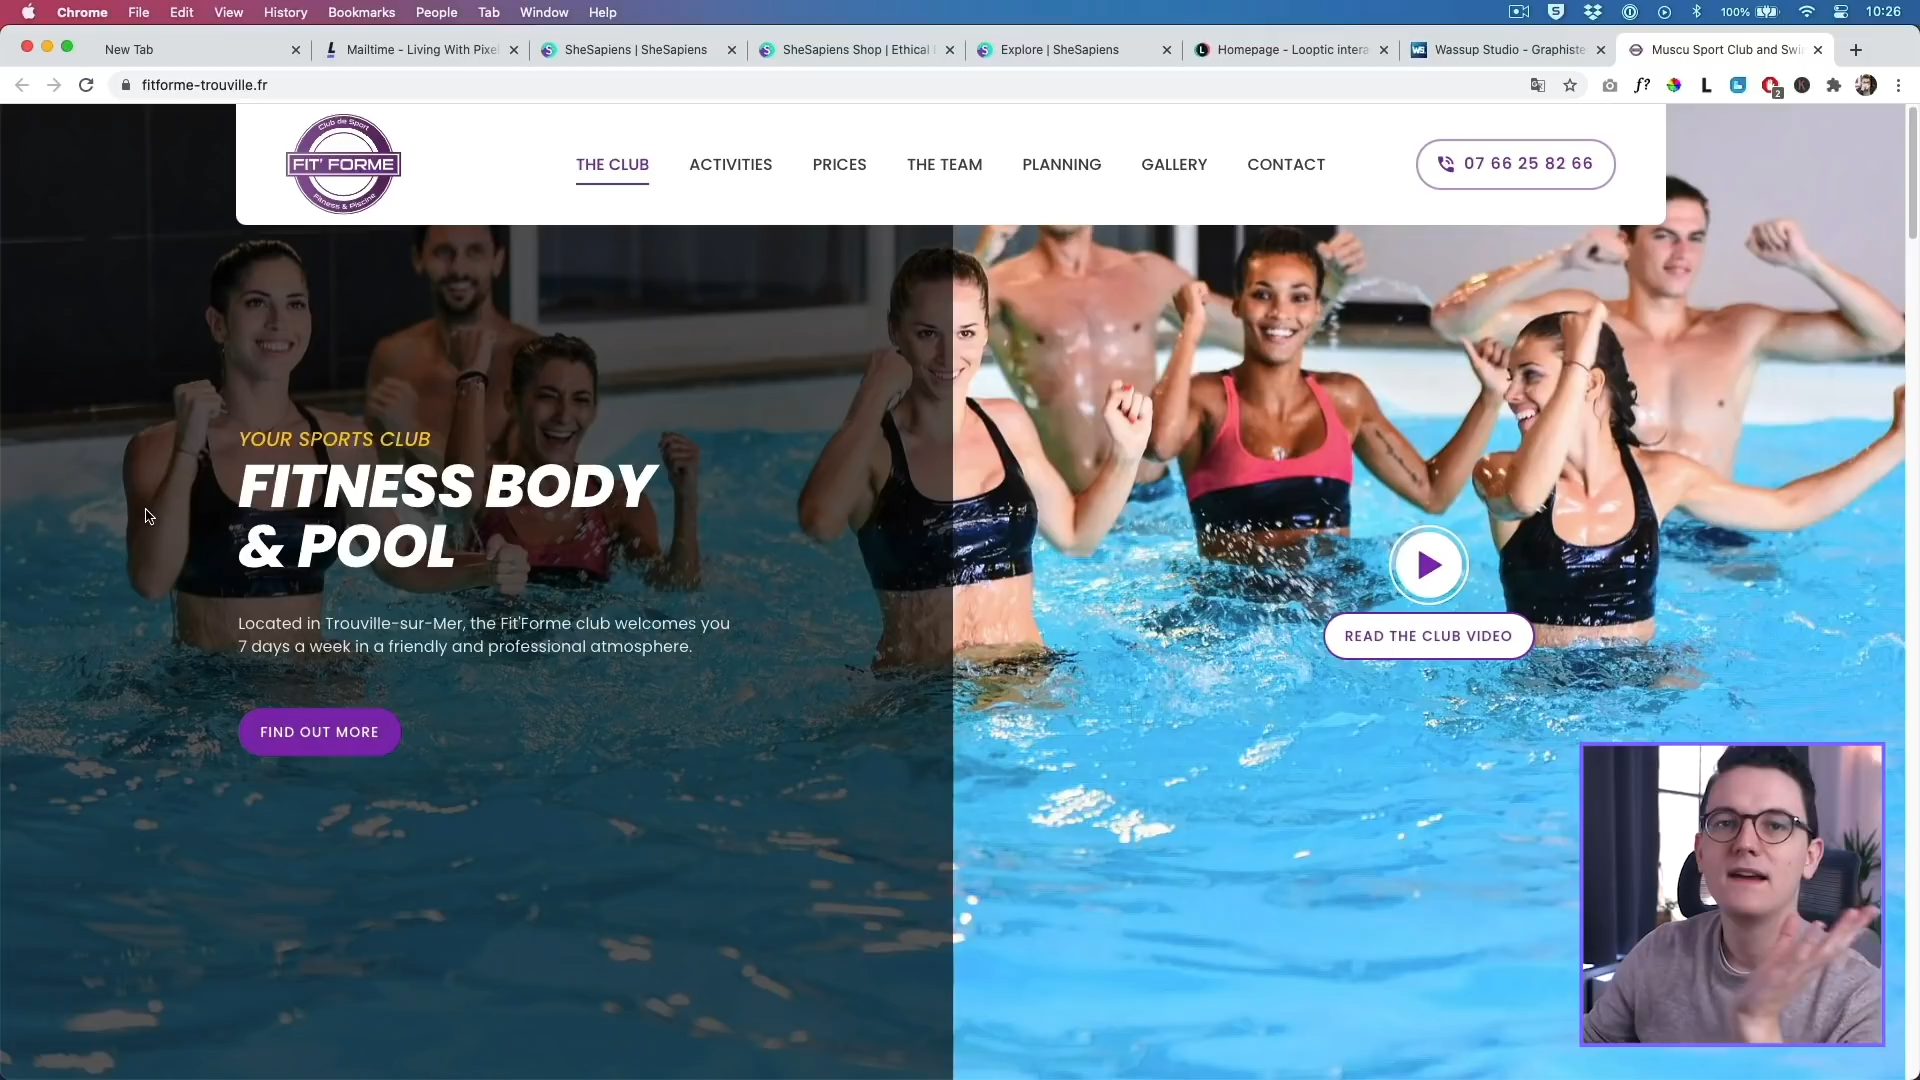 Chrome File Edit View History Bookmarks People Tab Window Help
100% 10:26
New Tab
Mailtime - Living With Pixel
SheSapiens | SheSapiens
SheSapiens Shop | Ethical
Explore | SheSapiens
Homepage - Looptic intera
Wassup Studio - Graphiste
Muscu Sport Club and Swi
fitforme-trouville.fr
f?
L
2
K
Club de Sport
FIT' FORME
Fitness & Piscine
THE CLUB ACTIVITIES PRICES THE TEAM PLANNING GALLERY CONTACT
07 66 25 82 66
YOUR SPORTS CLUB
FITNESS BODY
& POOL
Located in Trouville-sur-Mer, the Fit'Forme club welcomes you
7 days a week in a friendly and professional atmosphere.
FIND OUT MORE
READ THE CLUB VIDEO